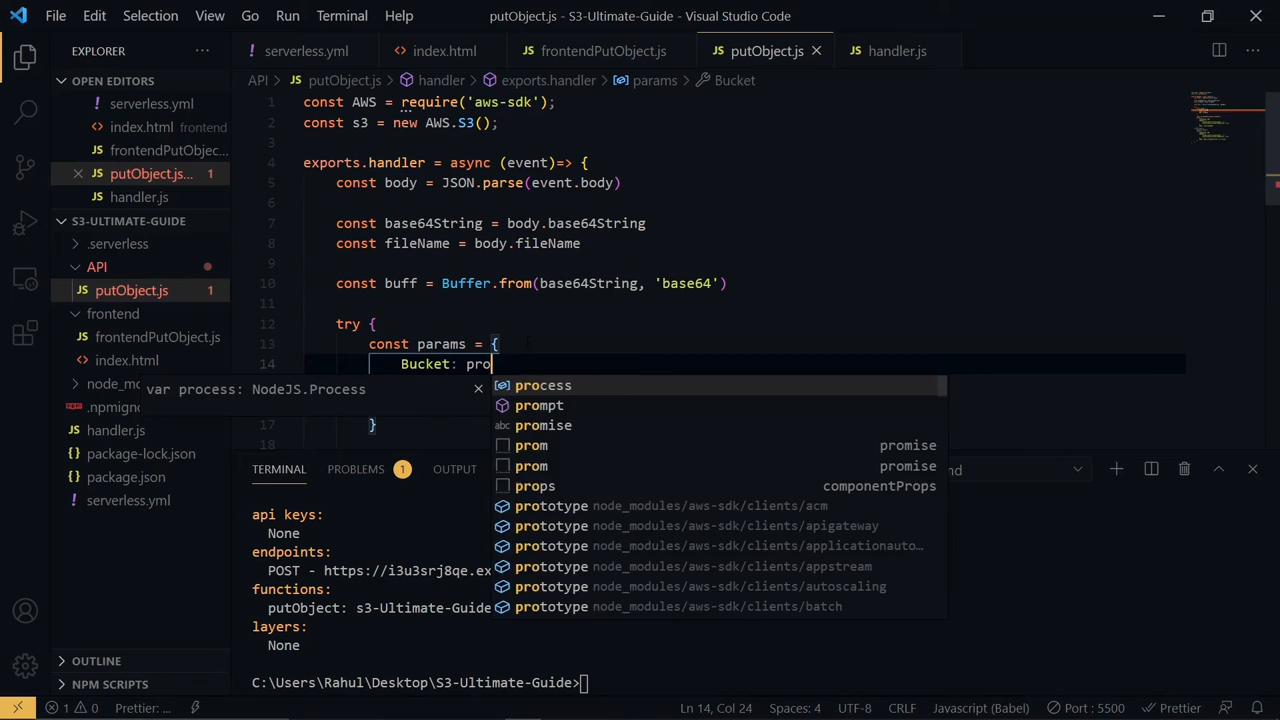 File Edit Selection View Go Run Terminal Help putObject.js - S3-Ultimate-Guide - Visual Studio Code
EXPLORER
serverless.yml index.html frontendPutObject.js putObject.js handler.js
OPEN EDITORS
serverless.yml
index.html frontend
frontendPutObjec...
putObject.js... 1
handler.js
S3-ULTIMATE-GUIDE
.serverless
API
putObject.js 1
frontend
frontendPutObject.js
index.html
node_mo
.npmign
handler.js
package-lock.json
package.json
serverless.yml
OUTLINE
NPM SCRIPTS
API > JS putObject.js > handler > exports.handler > params > Bucket
1 const AWS = require('aws-sdk');
2 const s3 = new AWS.S3();
3
4 exports.handler = async (event)=> {
5 const body = JSON.parse(event.body)
6
7 const base64String = body.base64String
8 const fileName = body.fileName
9
10 const buff = Buffer.from(base64String, 'base64')
11
12 try {
13 const params = {
14 Bucket: pro
17 }
18
var process: NodeJS.Process
process
prompt
promise
prom promise
prom promise
props componentProps
prototype node_modules/aws-sdk/clients/acm
prototype node_modules/aws-sdk/clients/apigateway
prototype node_modules/aws-sdk/clients/applicationauto...
prototype node_modules/aws-sdk/clients/appstream
prototype node_modules/aws-sdk/clients/autoscaling
prototype node_modules/aws-sdk/clients/batch
TERMINAL PROBLEMS 1 OUTPUT nd
api keys:
None
endpoints:
POST - https://i3u3srj8qe.ex
functions:
putObject: s3-Ultimate-Guide
layers:
None
C:\Users\Rahul\Desktop\S3-Ultimate-Guide>
1 0 Prettier: ... Ln 14, Col 24 Spaces: 4 UTF-8 CRLF Javascript (Babel) Port : 5500 Prettier